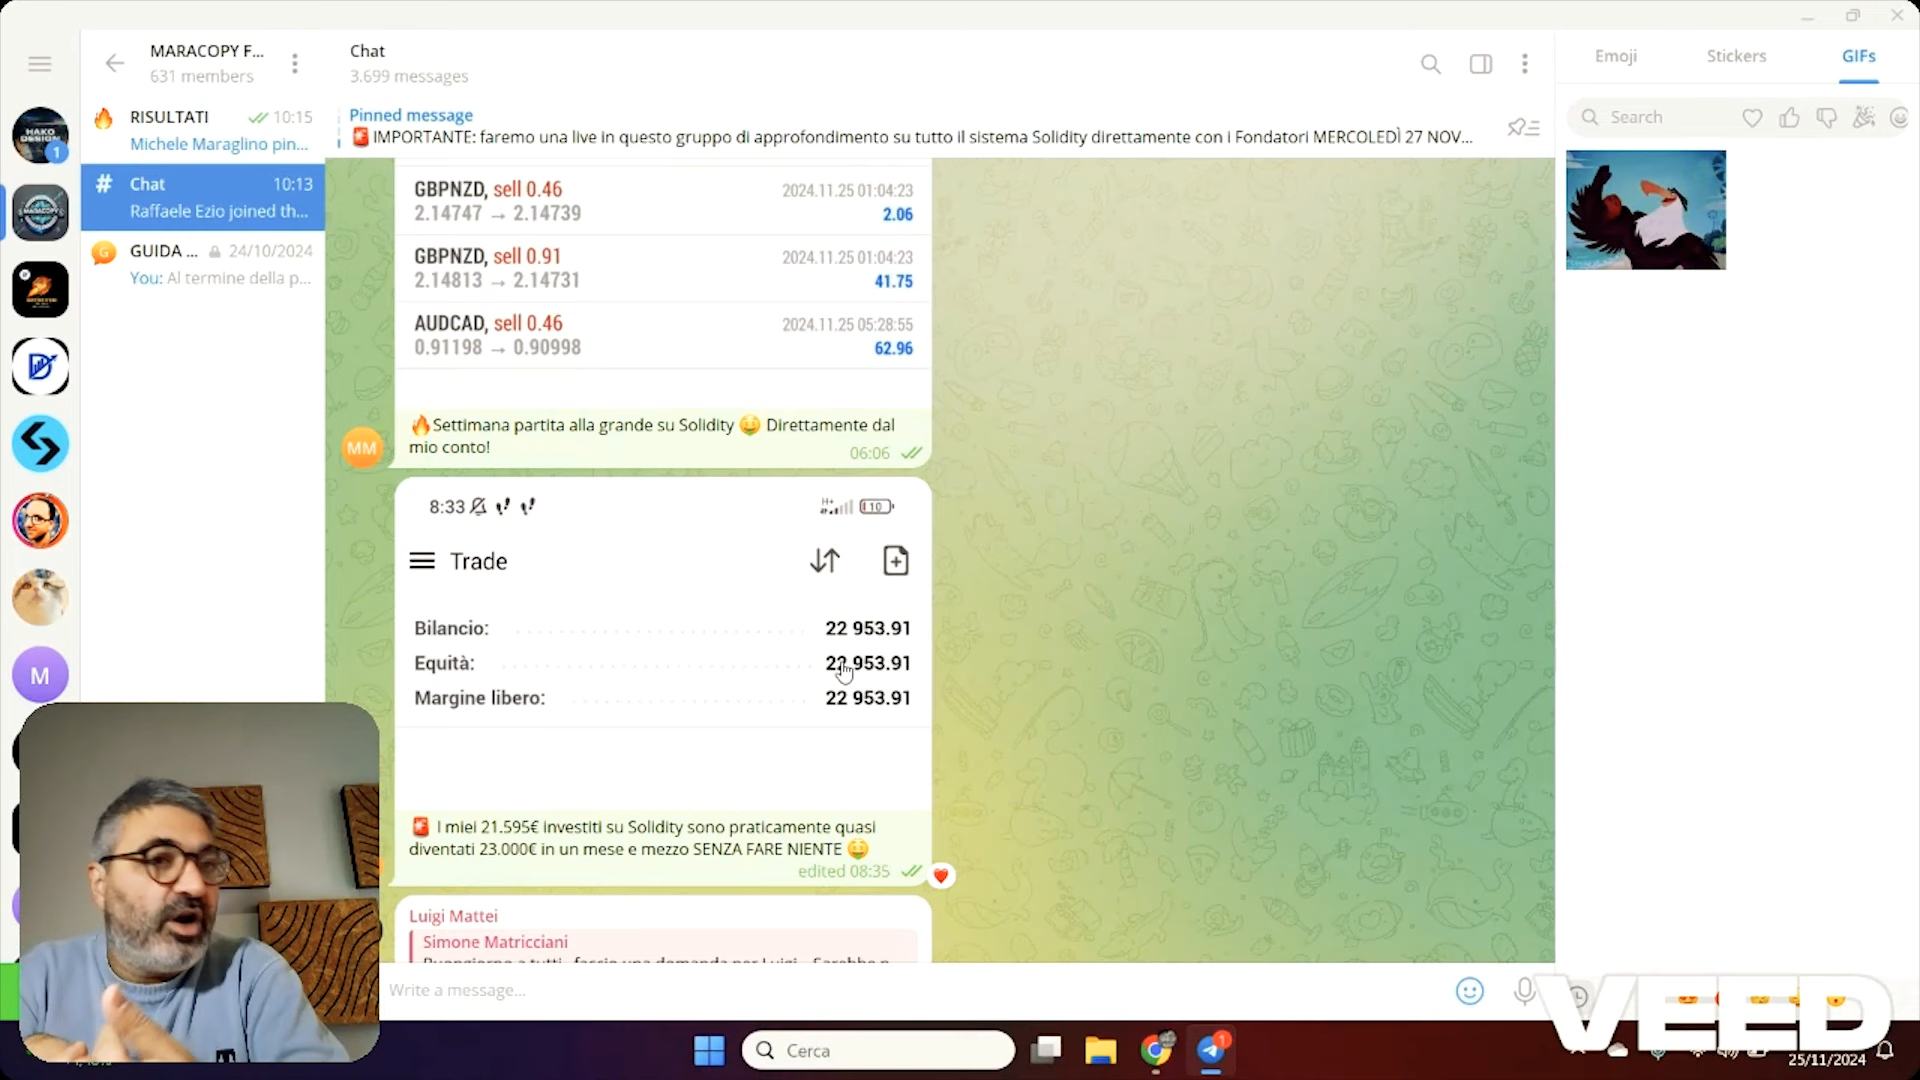 MARACOPY F...
631 members
RISULTATI
10:15
Michele Maraglino pin...
# Chat
10:13
Raffaele Ezio joined th...
GUIDA ...
24/10/2024
You: Al termine della p...
HAKO
DESIGN
1
G
M
Chat
3.699 messages
Pinned message
🚨IMPORTANTE: faremo una live in questo gruppo di approfondimento su tutto il sistema Solidity direttamente con i Fondatori MERCOLEDÌ 27 NOV...
GBPNZD, sell 0.46
2024.11.25 01:04:23
2.14747 → 2.14739
2.06
GBPNZD, sell 0.91
2024.11.25 01:04:23
2.14813 → 2.14731
41.75
AUDCAD, sell 0.46
2024.11.25 05:28:55
0.91198 → 0.90998
62.96
MM
🔥Settimana partita alla grande su Solidity 🤑 Direttamente dal
mio conto!
06:06
8:33
H+
10
Trade
Bilancio:
22 953.91
Equità:
22 953.91
Margine libero:
22 953.91
🚨 I miei 21.595€ investiti su Solidity sono praticamente quasi
diventati 23.000€ in un mese e mezzo SENZA FARE NIENTE 🤑
edited 08:35
Luigi Mattei
Simone Matricciani
Write a message...
Emoji
Stickers
GIFs
Search
VEED
Cerca
1
25/11/2024